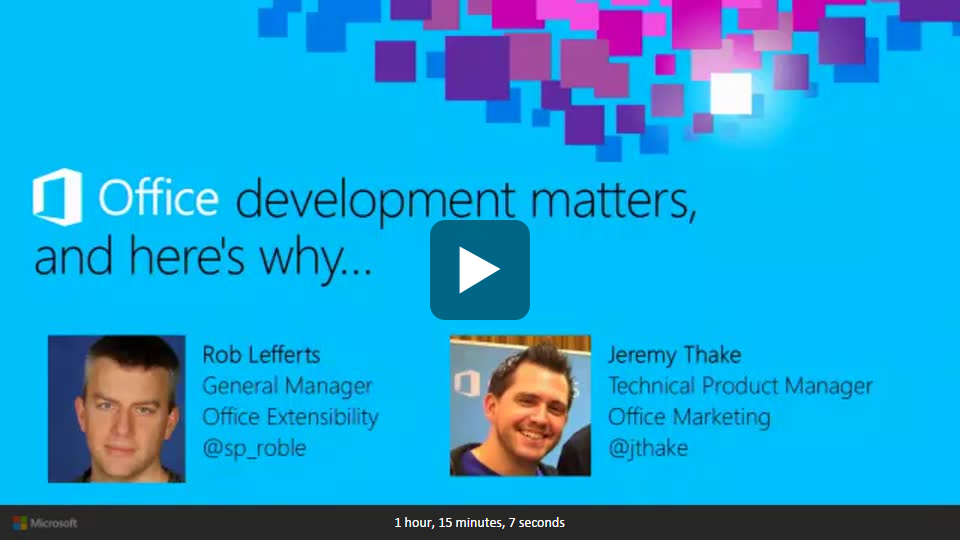 Office development matters,
and here's why...
Rob Lefferts
General Manager
Office Extensibility
@sp_roble
Jeremy Thake
Technical Product Manager
Office Marketing
@jthake
Microsoft
1 hour, 15 minutes, 7 seconds